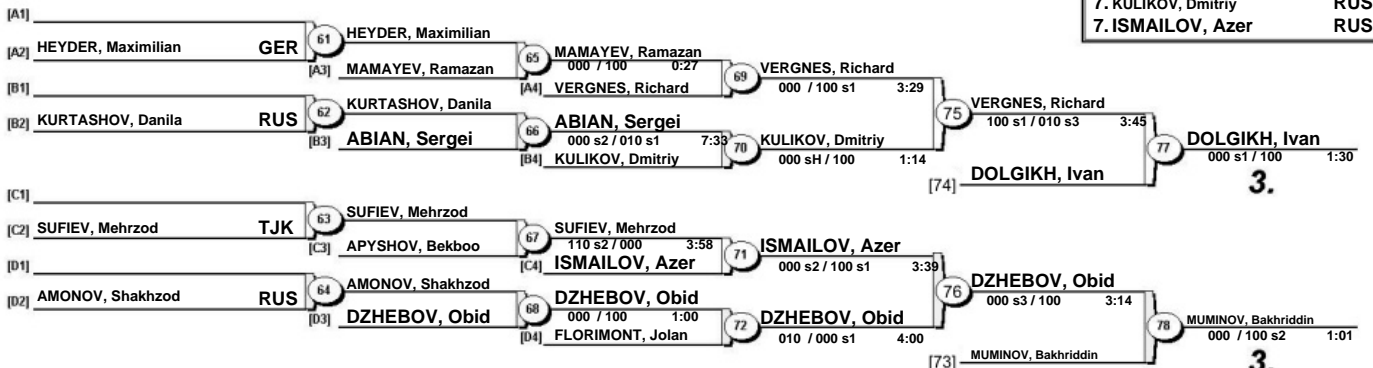 7. KULIKOV, Dmitriy RUS
7. ISMAILOV, Azer RUS
[A1]
[A2] HEYDER, Maximilian GER
61
HEYDER, Maximilian
[A3] MAMAYEV, Ramazan
65
MAMAYEV, Ramazan
000 / 100 0:27
[A4] VERGNES, Richard
69
VERGNES, Richard
000 / 100 s1 3:29
[B1]
[B2] KURTASHOV, Danila RUS
62
KURTASHOV, Danila
[B3] ABIAN, Sergei
66
ABIAN, Sergei
000 s2 / 010 s1 7:33
[B4] KULIKOV, Dmitriy
70
KULIKOV, Dmitriy
000 sH / 100 1:14
75
VERGNES, Richard
100 s1 / 010 s3 3:45
[74] DOLGIKH, Ivan
77
DOLGIKH, Ivan
000 s1 / 100 1:30
3.
[C1]
[C2] SUFIEV, Mehrzod TJK
63
SUFIEV, Mehrzod
[C3] APYSHOV, Bekboo
67
SUFIEV, Mehrzod
110 s2 / 000 3:58
[C4] ISMAILOV, Azer
71
ISMAILOV, Azer
000 s2 / 100 s1 3:39
[D1]
[D2] AMONOV, Shakhzod RUS
64
AMONOV, Shakhzod
[D3] DZHEBOV, Obid
68
DZHEBOV, Obid
000 / 100 1:00
[D4] FLORIMONT, Jolan
72
DZHEBOV, Obid
010 / 000 s1 4:00
76
DZHEBOV, Obid
000 s3 / 100 3:14
[73] MUMINOV, Bakhriddin
78
MUMINOV, Bakhriddin
000 / 100 s2 1:01
3.